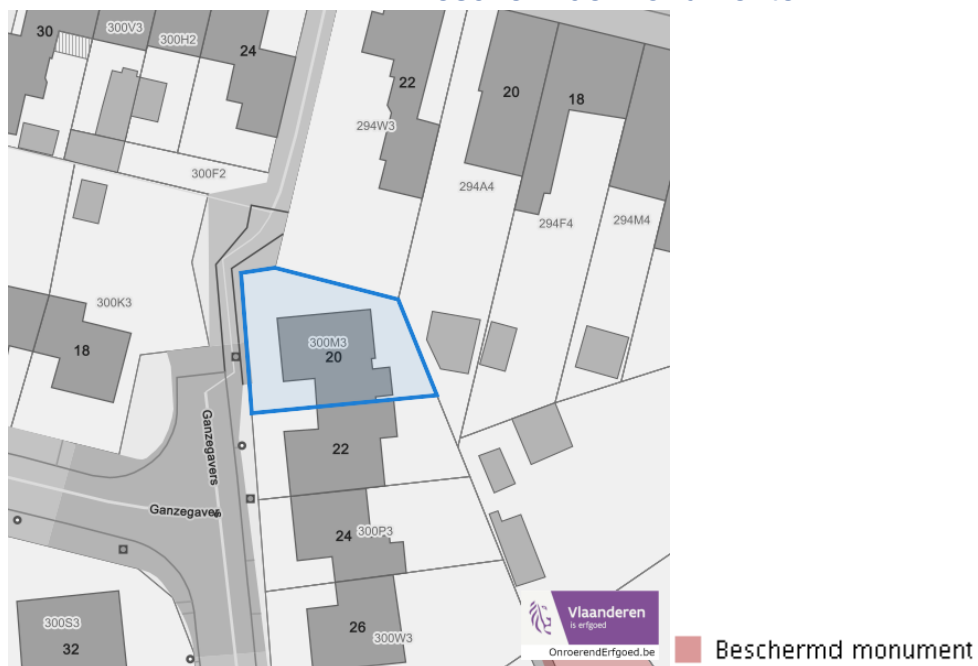 30
300V3
300H2
24
22
294W3
20
18
300F2
294A4
294F4
294M4
300K3
18
300M3
20
Ganzegavers
22
Ganzegavers
24
300P3
300S3
32
26
300W3
Vlaanderen
is erfgoed
OnroerendErfgoed.be
Beschermd monument